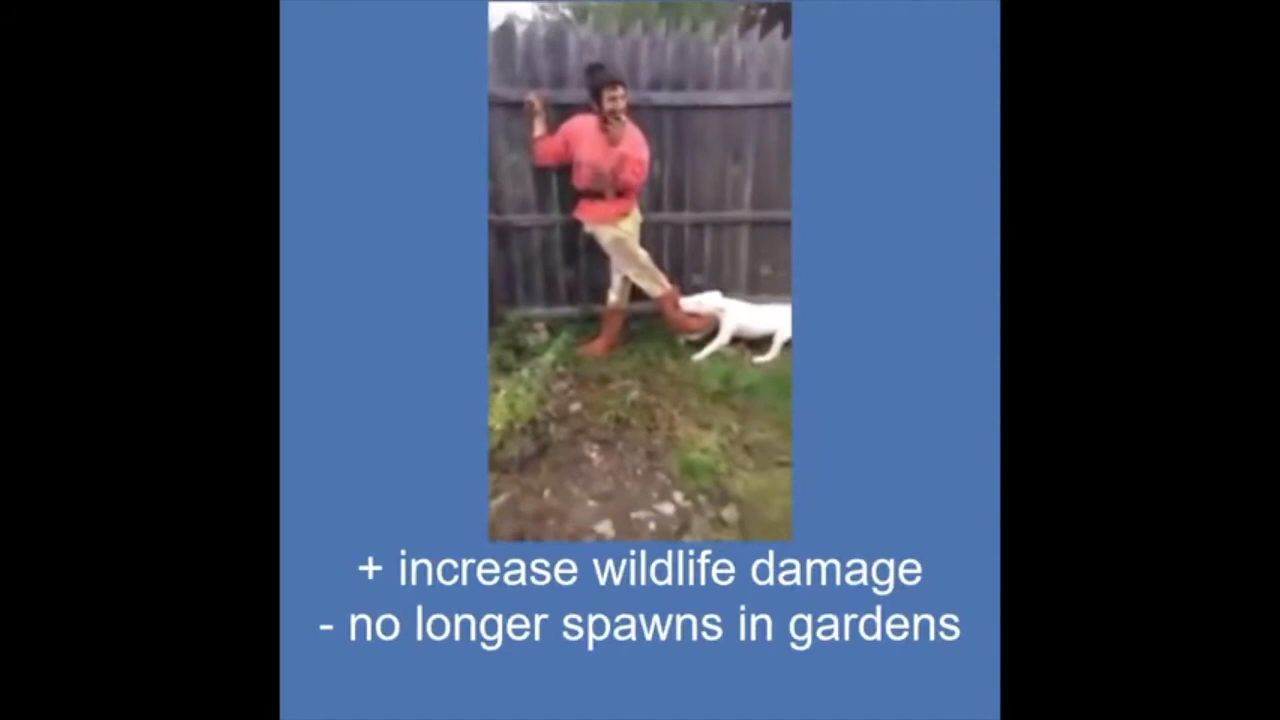 + increase wildlife damage
- no longer spawns in gardens